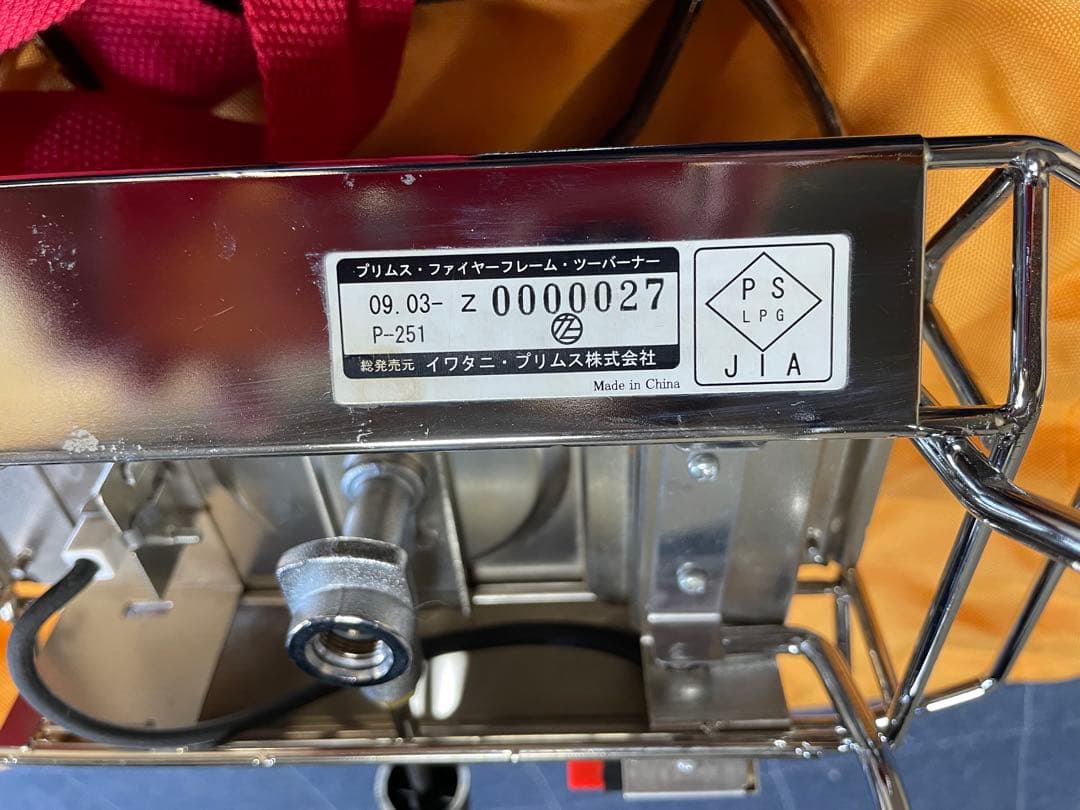 プリムス・ファイヤーフレーム・ツーバーナー
09.03- Z 0000027
P-251
総発売元 イワタニ・プリムス株式会社
Made in China
PS
LPG
JIA